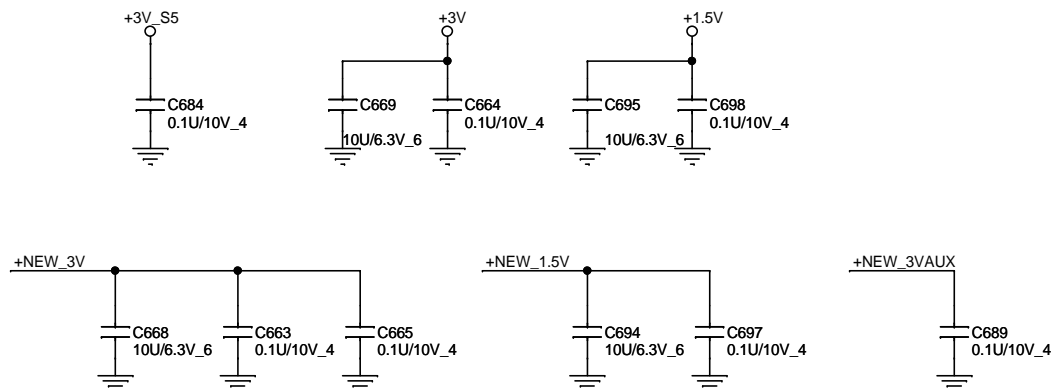 +3V_S5
+3V
+1.5V
C684
0.1U/10V_4
C669
10U/6.3V_6
C664
0.1U/10V_4
C695
10U/6.3V_6
C698
0.1U/10V_4
+NEW_3V
+NEW_1.5V
+NEW_3VAUX
C668
10U/6.3V_6
C663
0.1U/10V_4
C665
0.1U/10V_4
C694
10U/6.3V_6
C697
0.1U/10V_4
C689
0.1U/10V_4